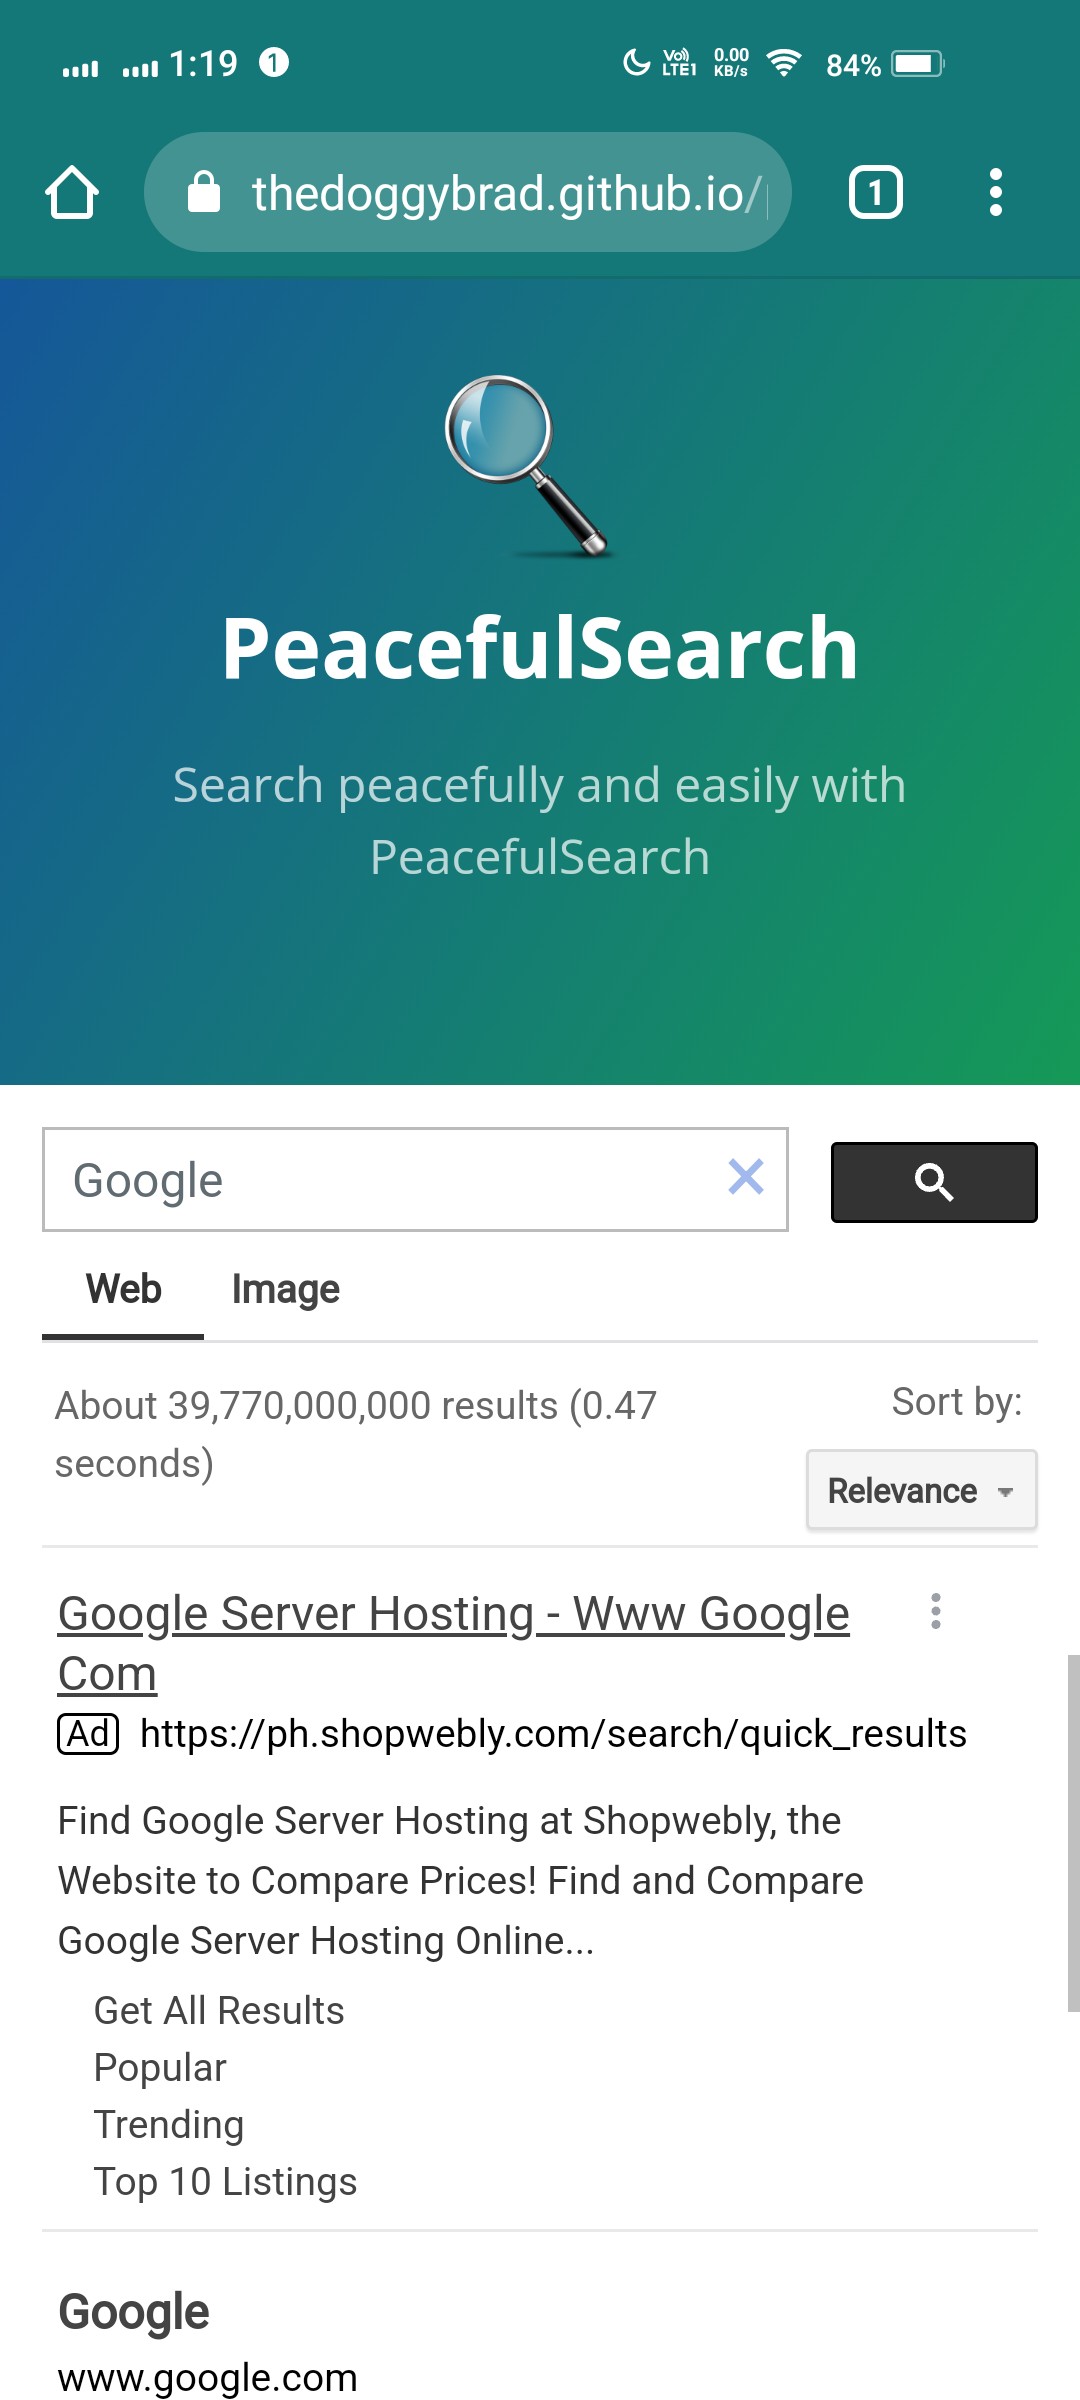 1:19 1 Vo) LTE1 0.00 KB/s 84%
thedoggybrad.github.io/ 1
PeacefulSearch
Search peacefully and easily with
PeacefulSearch
Google
Web Image
About 39,770,000,000 results (0.47
seconds)
Sort by:
Relevance
Google Server Hosting - Www Google
Com
Ad https://ph.shopwebly.com/search/quick_results
Find Google Server Hosting at Shopwebly, the
Website to Compare Prices! Find and Compare
Google Server Hosting Online...
Get All Results
Popular
Trending
Top 10 Listings
Google
www.google.com